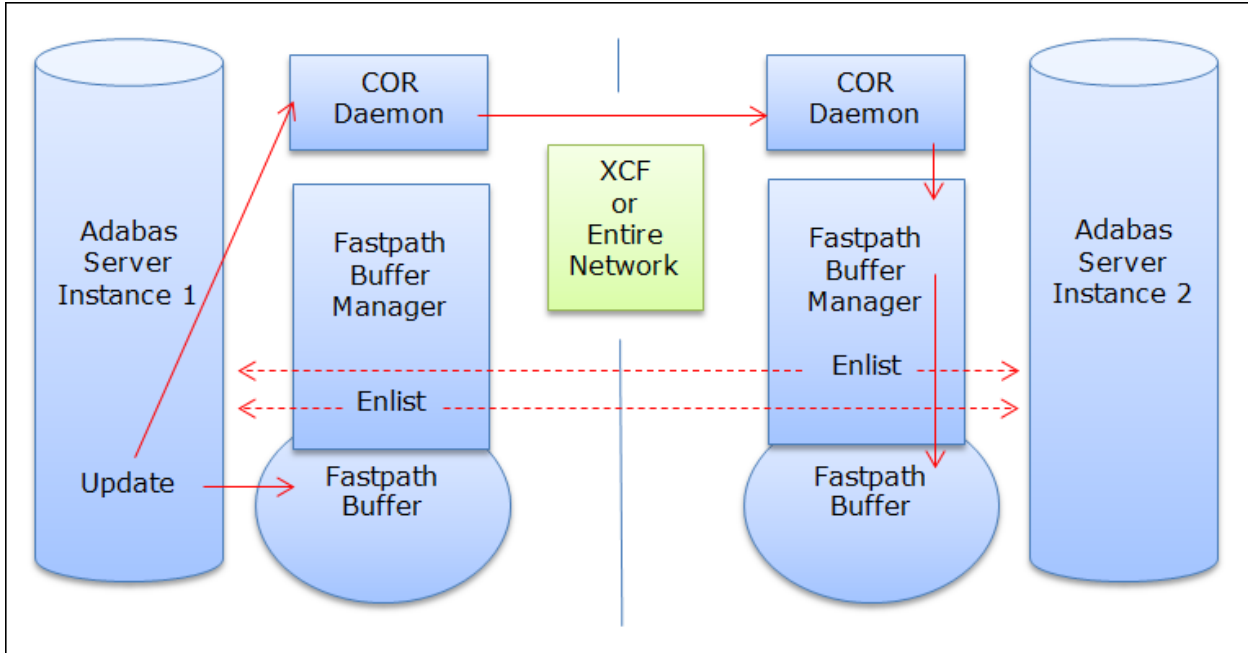 COR
Daemon
COR
Daemon
XCF
or
Entire
Network
Adabas
Server
Instance 1
Fastpath
Buffer
Manager
Enlist
Fastpath
Buffer
Manager
Enlist
Adabas
Server
Instance 2
Update
Fastpath
Buffer
Fastpath
Buffer